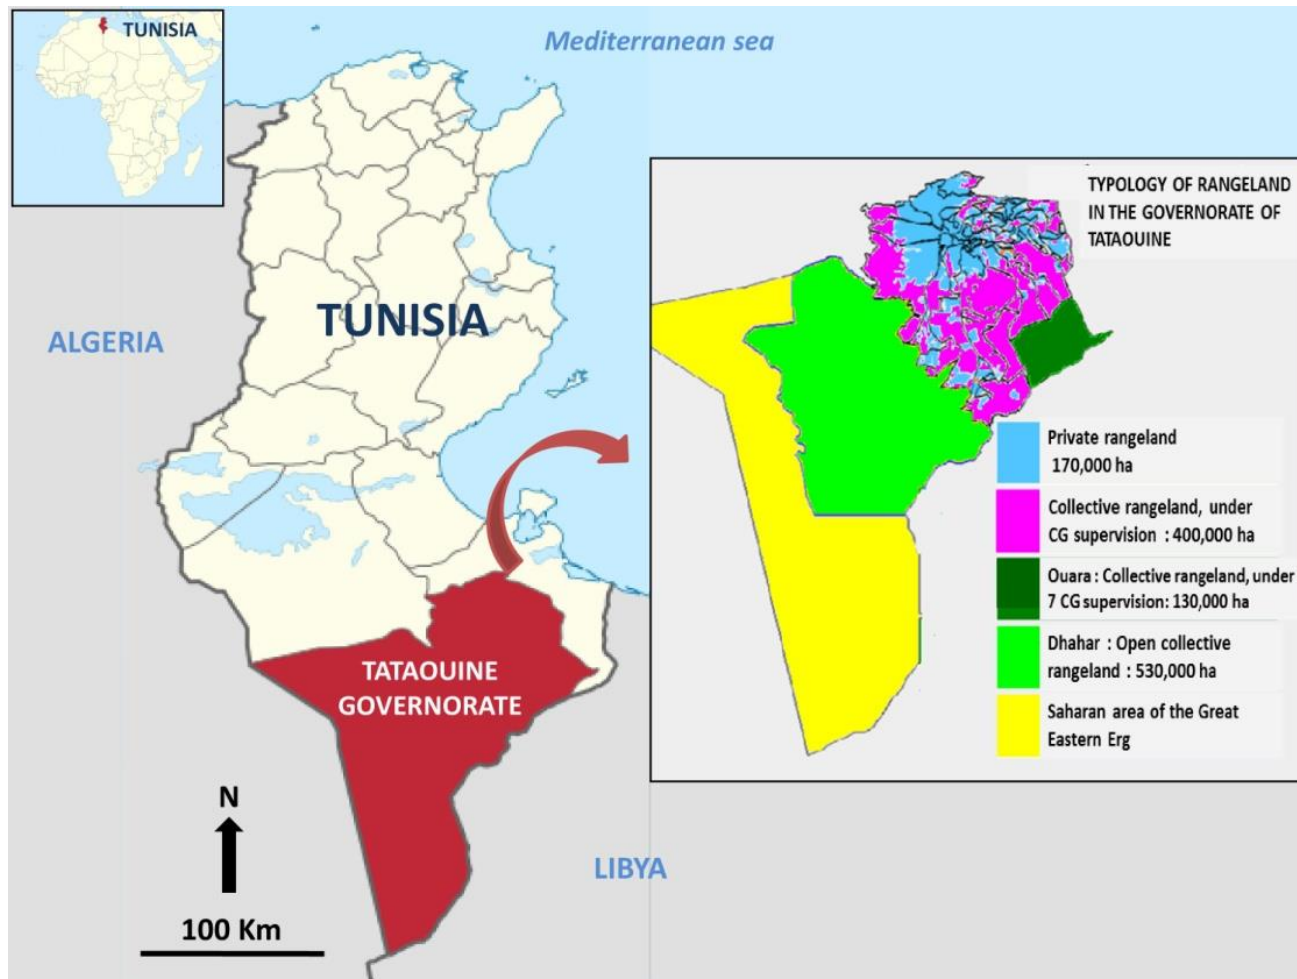 TUNISIA
Mediterranean sea
TYPOLOGY OF RANGELAND
IN THE GOVERNORATE OF
TATAOUINE
TUNISIA
ALGERIA
Private rangeland
170,000 ha
Collective rangeland, under
CG supervision : 400,000 ha
Ouara : Collective rangeland, under
7 CG supervision: 130,000 ha
Dhahar : Open collective
rangeland : 530,000 ha
Saharan area of the Great
Eastern Erg
TATAOUINE
GOVERNORATE
N
LIBYA
100 Km